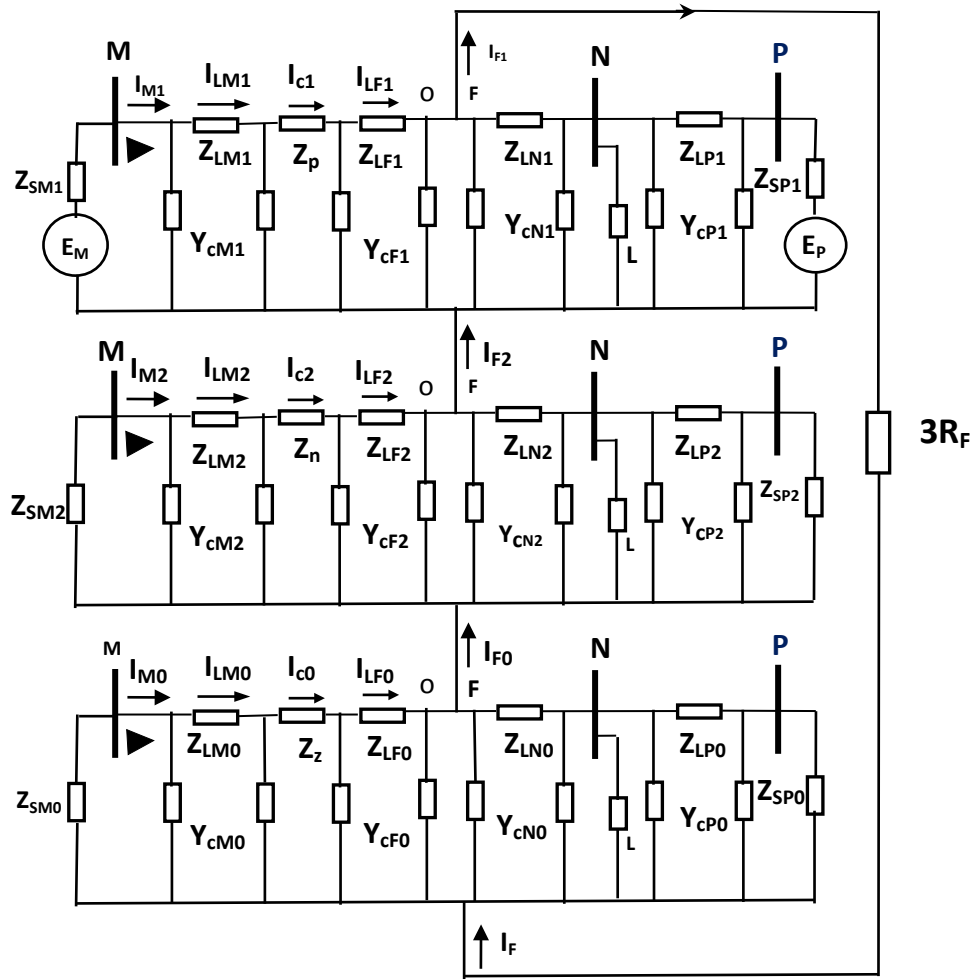 I_F1
M N P
I_M1 I_LM1 I_c1 I_LF1 O F
Z_LM1 Z_p Z_LF1 Z_LN1 Z_LP1
Z_SM1 Z_SP1
E_M Y_cM1 Y_cF1 Y_cN1 L Y_cP1 E_P
M N P
I_M2 I_LM2 I_c2 I_LF2 O I_F2
F
3R_F
Z_LM2 Z_n Z_LF2 Z_LN2 Z_LP2
Z_SM2 Z_SP2
Y_cM2 Y_cF2 Y_cN2 L Y_cP2
M N P
I_M0 I_LM0 I_c0 I_LF0 O I_F0
F
Z_LM0 Z_z Z_LF0 Z_LN0 Z_LP0
Z_SM0 Z_SP0
Y_cM0 Y_cF0 Y_cN0 L Y_cP0
I_F